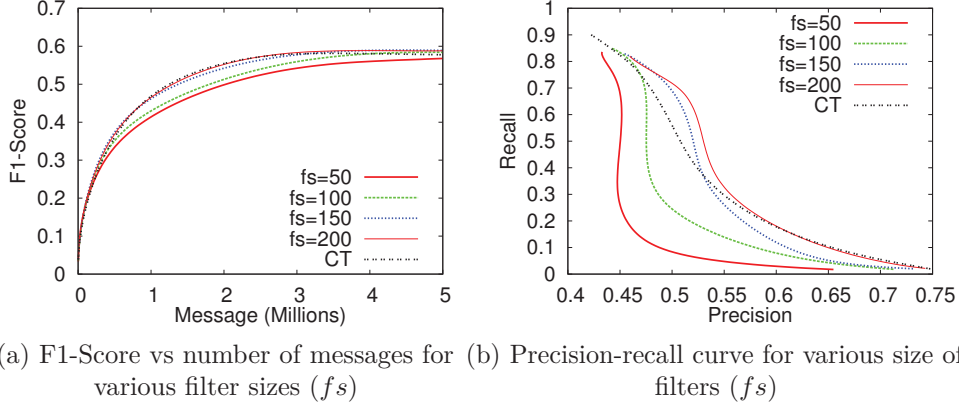 0.7
0.6
0.5
0.4
0.3
0.2
0.1
0
F1-Score
fs=50
fs=100
fs=150
fs=200
CT
0 1 2 3 4 5
Message (Millions)
1
0.9
0.8
0.7
0.6
0.5
0.4
0.3
0.2
0.1
0
Recall
fs=50
fs=100
fs=150
fs=200
CT
0.4 0.45 0.5 0.55 0.6 0.65 0.7 0.75
Precision
a) F1-Score vs number of messages for
various filter sizes (fs)
(b) Precision-recall curve for various size of
filters (fs)